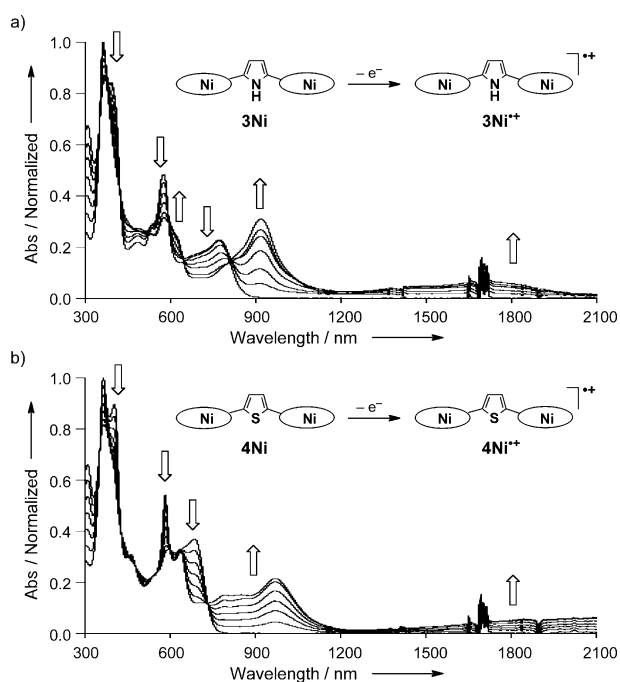 a)
1.0
0.8
0.6
0.4
0.2
0.0
Abs / Normalized
Ni
N
H
Ni
3Ni
– e⁻
Ni
N
H
Ni
•+
3Ni•+
300 600 900 1200 1500 1800 2100
Wavelength / nm
b)
1.0
0.8
0.6
0.4
0.2
0.0
Abs / Normalized
Ni
S
Ni
4Ni
– e⁻
Ni
S
Ni
•+
4Ni•+
300 600 900 1200 1500 1800 2100
Wavelength / nm